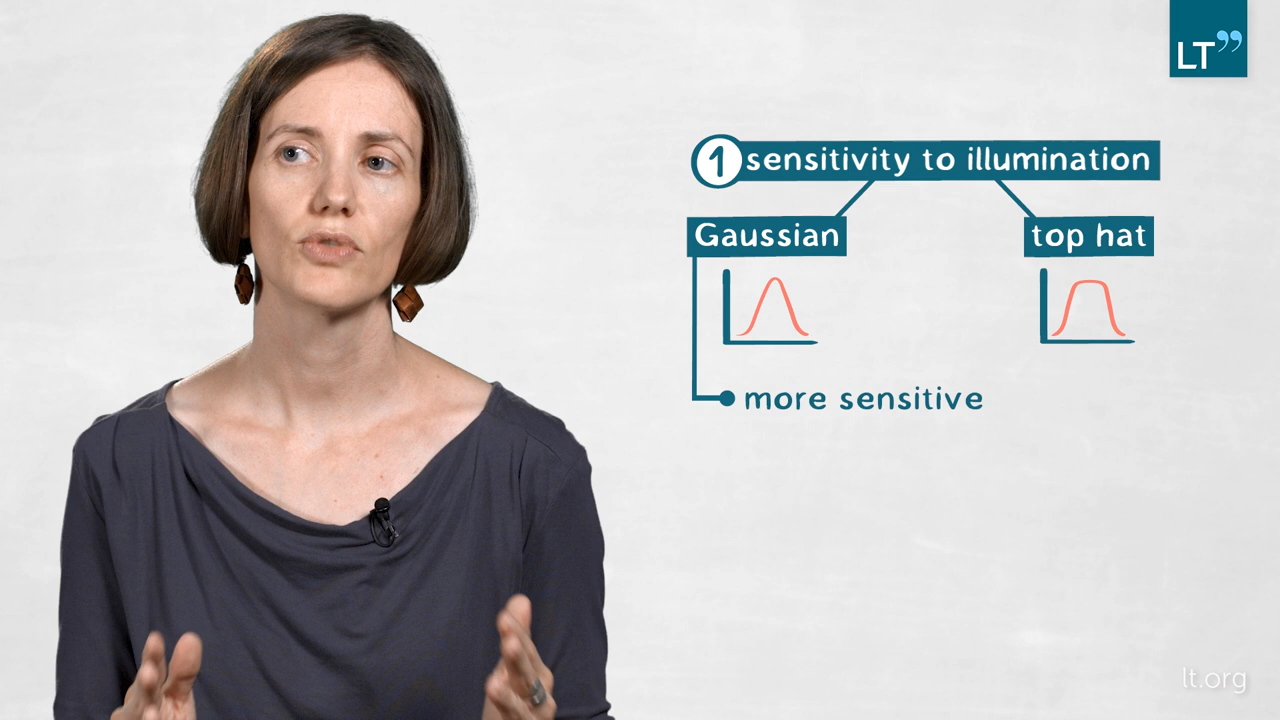 LT”
1 sensitivity to illumination
Gaussian
top hat
more sensitive
lt.org